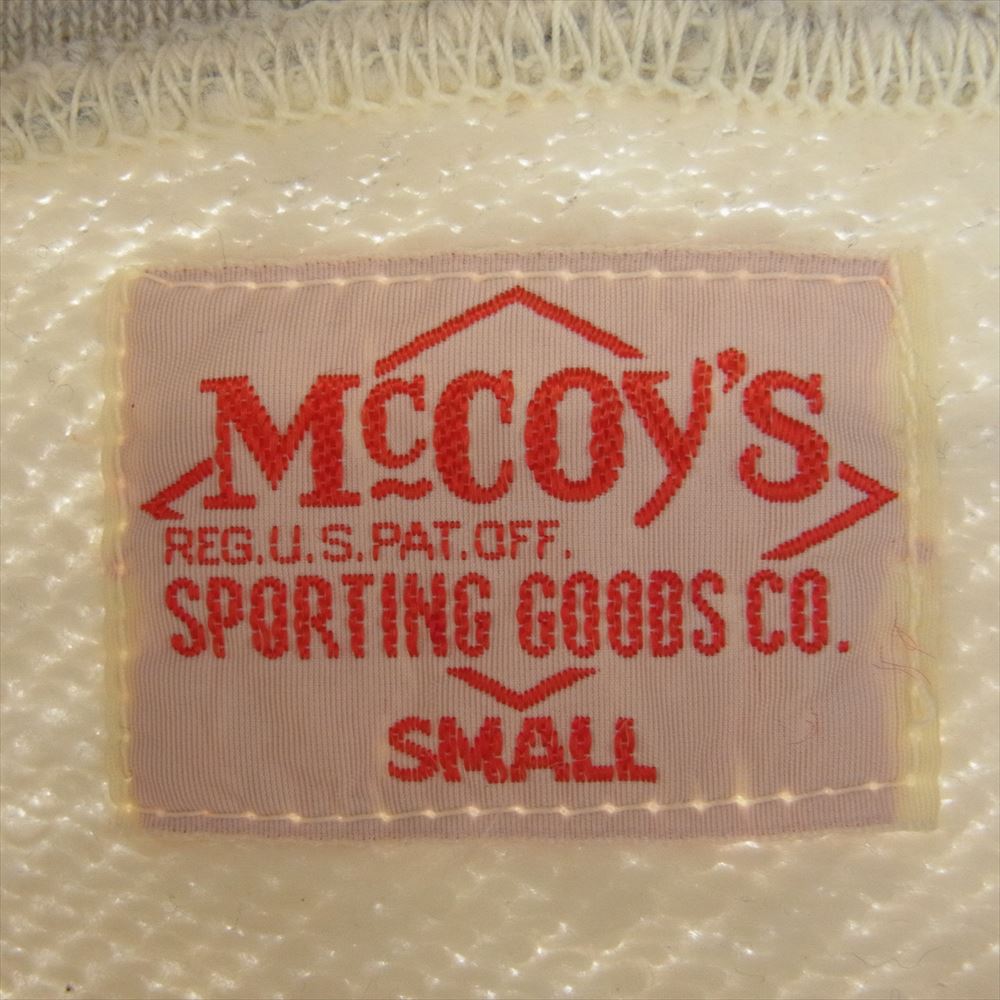 McCOY'S
REG.U.S.PAT.OFF.
SPORTING GOODS CO.
SMALL